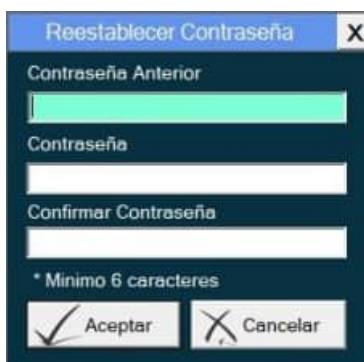 Reestablecer Contraseña X
Contraseña Anterior
Contraseña
Confirmar Contraseña
* Minimo 6 caracteres
Aceptar Cancelar